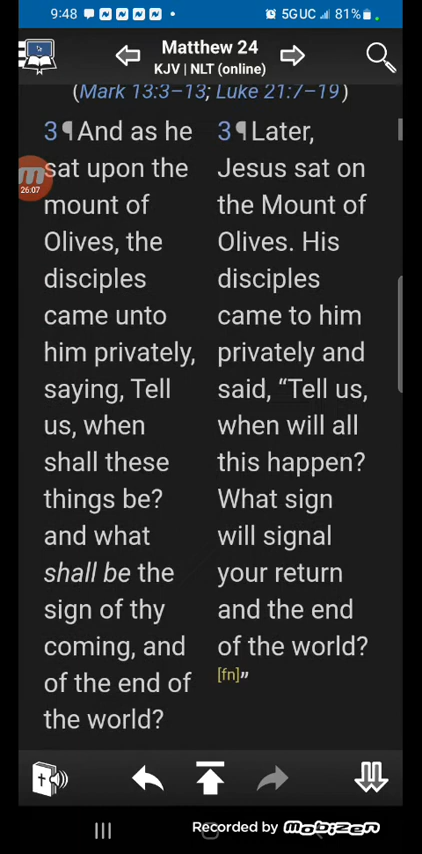 9:48
5GUC 81%
Matthew 24
KJV | NLT (online)
(Mark 13:3–13; Luke 21:7–19)
3 ¶And as he
sat upon the
mount of
Olives, the
disciples
came unto
him privately,
saying, Tell
us, when
shall these
things be?
and what
shall be the
sign of thy
coming, and
of the end of
the world?
3 ¶Later,
Jesus sat on
the Mount of
Olives. His
disciples
came to him
privately and
said, “Tell us,
when will all
this happen?
What sign
will signal
your return
and the end
of the world?
[fn]”
26:07
Recorded by Mobizen